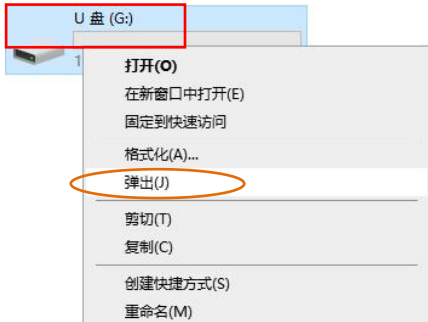 U 盘 (G:)
1
打开(O)
在新窗口中打开(E)
固定到快速访问
格式化(A)...
弹出(J)
剪切(T)
复制(C)
创建快捷方式(S)
重命名(M)